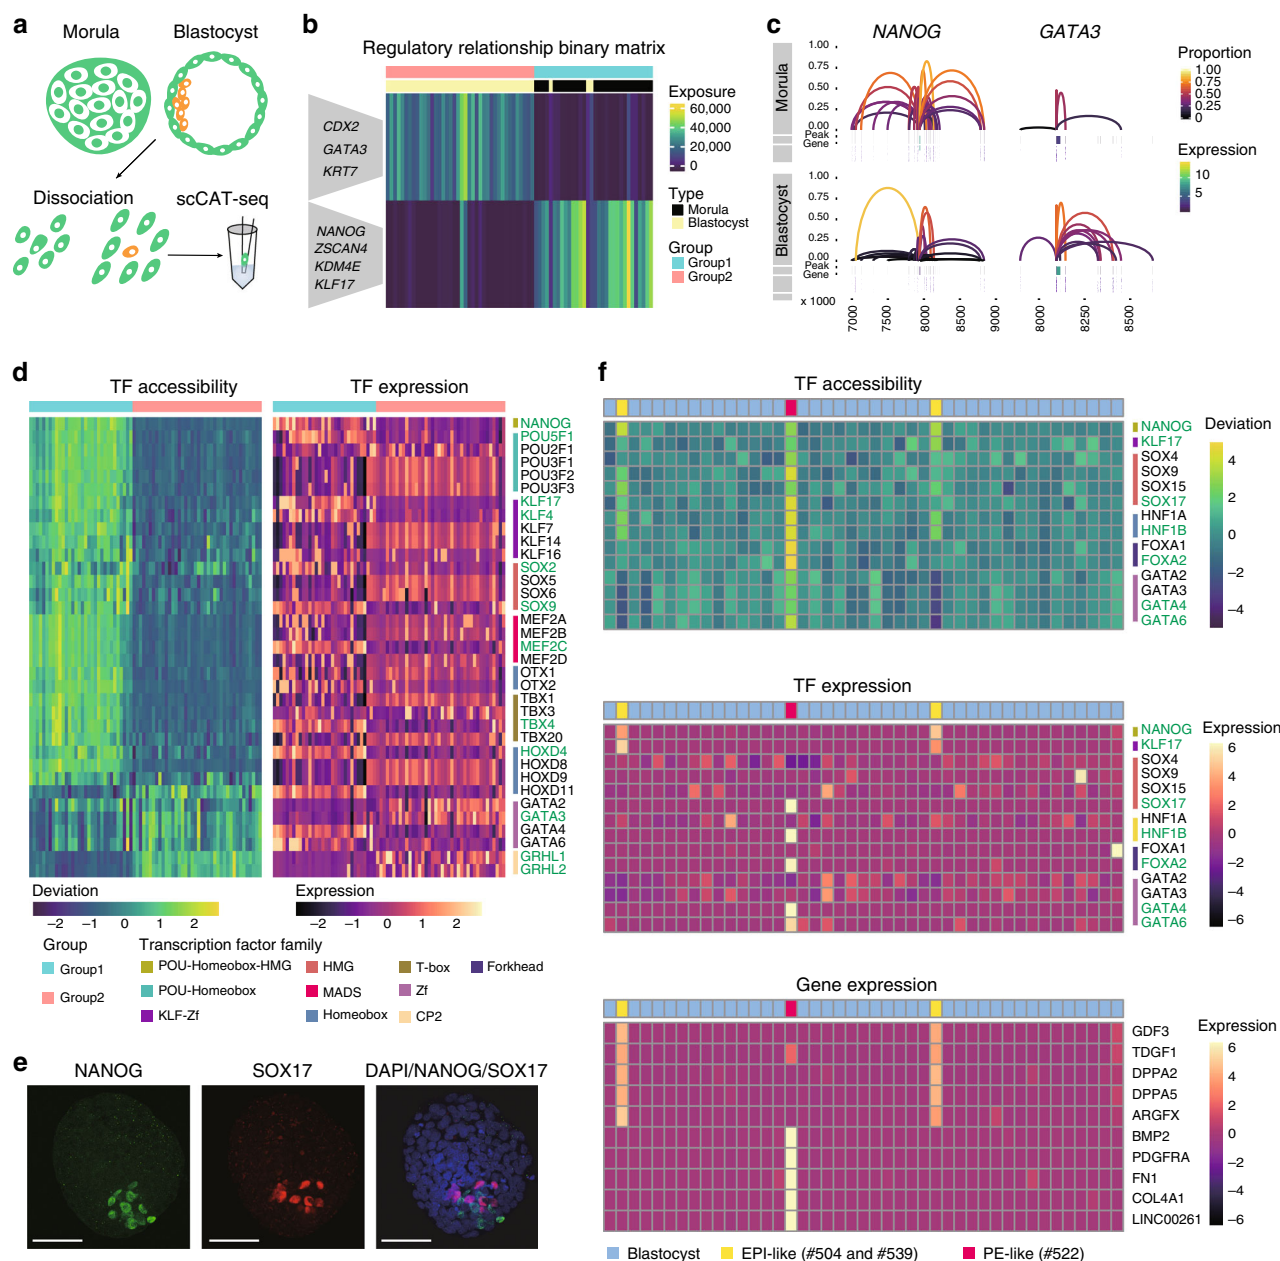 a
Morula
Blastocyst
Dissociation
scCAT-seq
b
Regulatory relationship binary matrix
CDX2
GATA3
KRT7
NANOG
ZSCAN4
KDM4E
KLF17
Exposure
60,000
40,000
20,000
0
Type
Morula
Blastocyst
Group
Group1
Group2
c
NANOG
GATA3
Morula
1.00
0.75
0.50
0.25
0.00
Peak
Gene
Blastocyst
1.00
0.75
0.50
0.25
0.00
Peak
Gene
x 1000
7000
7500
8000
8500
9000
8000
8250
8500
Proportion
1.00
0.75
0.50
0.25
0
Expression
10
5
d
TF accessibility
TF expression
NANOG
POU5F1
POU2F1
POU3F1
POU3F2
POU3F3
KLF17
KLF4
KLF7
KLF14
KLF16
SOX2
SOX5
SOX6
SOX9
MEF2A
MEF2B
MEF2C
MEF2D
OTX1
OTX2
TBX1
TBX3
TBX4
TBX20
HOXD4
HOXD8
HOXD9
HOXD11
GATA2
GATA3
GATA4
GATA6
GRHL1
GRHL2
Deviation
−2 −1 0 1 2
Expression
−2 −1 0 1 2
Group
Group1
Group2
Transcription factor family
POU-Homeobox-HMG
POU-Homeobox
KLF-Zf
HMG
MADS
Homeobox
T-box
Zf
CP2
Forkhead
e
NANOG
SOX17
DAPI/NANOG/SOX17
f
TF accessibility
NANOG
KLF17
SOX4
SOX9
SOX15
SOX17
HNF1A
HNF1B
FOXA1
FOXA2
GATA2
GATA3
GATA4
GATA6
Deviation
4
2
0
−2
−4
TF expression
NANOG
KLF17
SOX4
SOX9
SOX15
SOX17
HNF1A
HNF1B
FOXA1
FOXA2
GATA2
GATA3
GATA4
GATA6
Expression
6
4
2
0
−2
−4
−6
Gene expression
GDF3
TDGF1
DPPA2
DPPA5
ARGFX
BMP2
PDGFRA
FN1
COL4A1
LINC00261
Expression
6
4
2
0
−2
−4
−6
Blastocyst
EPI-like (#504 and #539)
PE-like (#522)